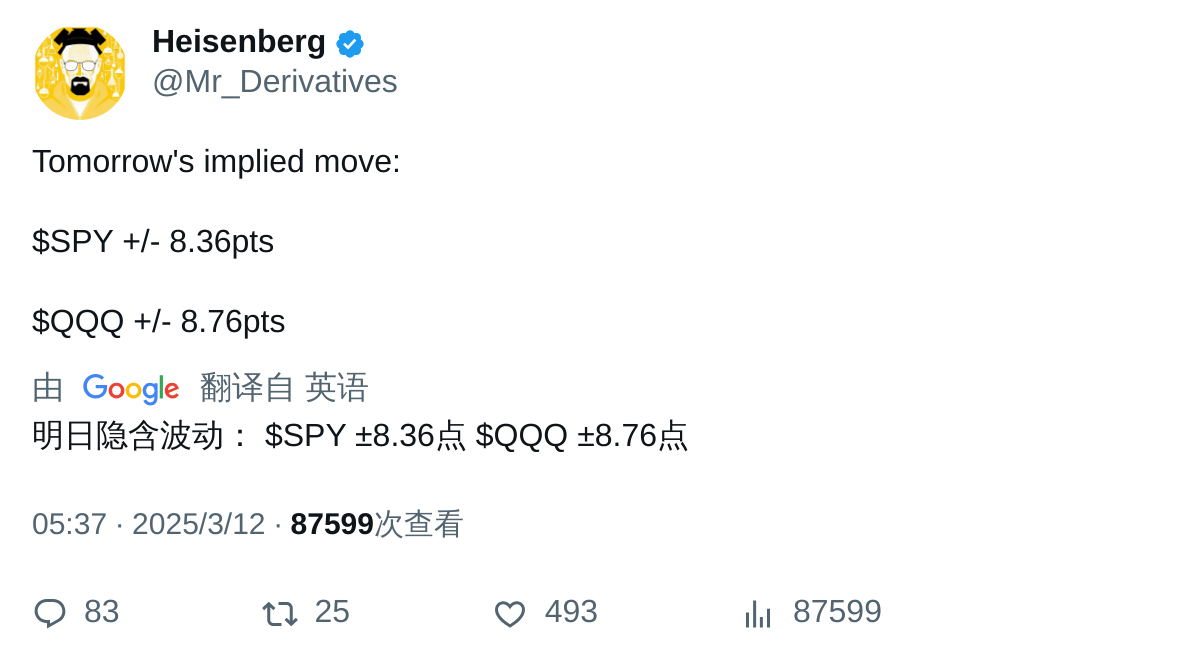 Heisenberg
@Mr_Derivatives
Tomorrow's implied move:
$SPY +/- 8.36pts
$QQQ +/- 8.76pts
由 Google 翻译自 英语
明日隐含波动： $SPY ±8.36点 $QQQ ±8.76点
05:37 · 2025/3/12 · 87599次查看
83 25 493 87599